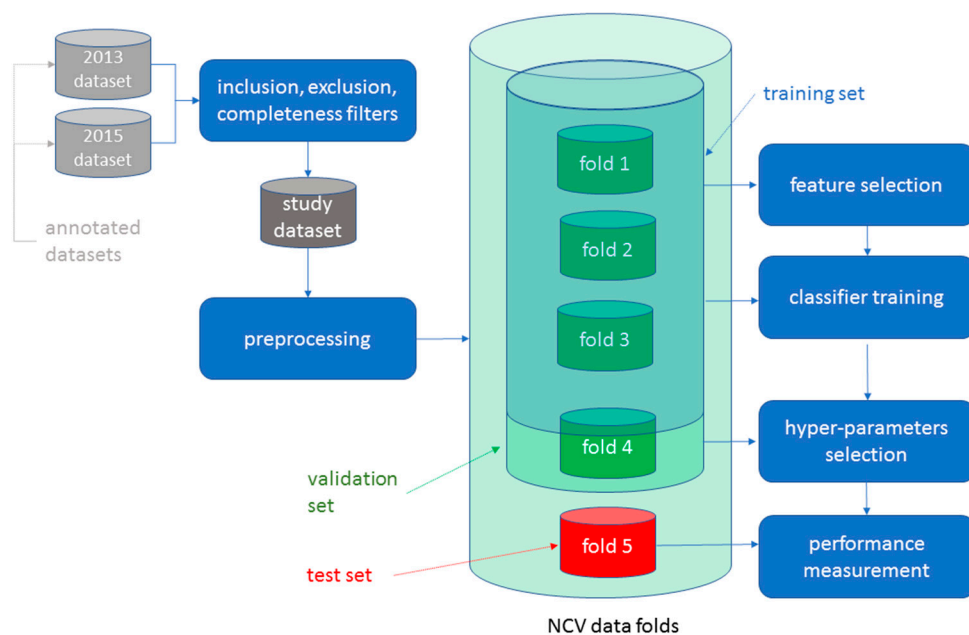 2013
dataset
2015
dataset
annotated
datasets
inclusion, exclusion,
completeness filters
study
dataset
preprocessing
training set
fold 1
fold 2
fold 3
fold 4
fold 5
validation
set
test set
feature selection
classifier training
hyper-parameters
selection
performance
measurement
NCV data folds